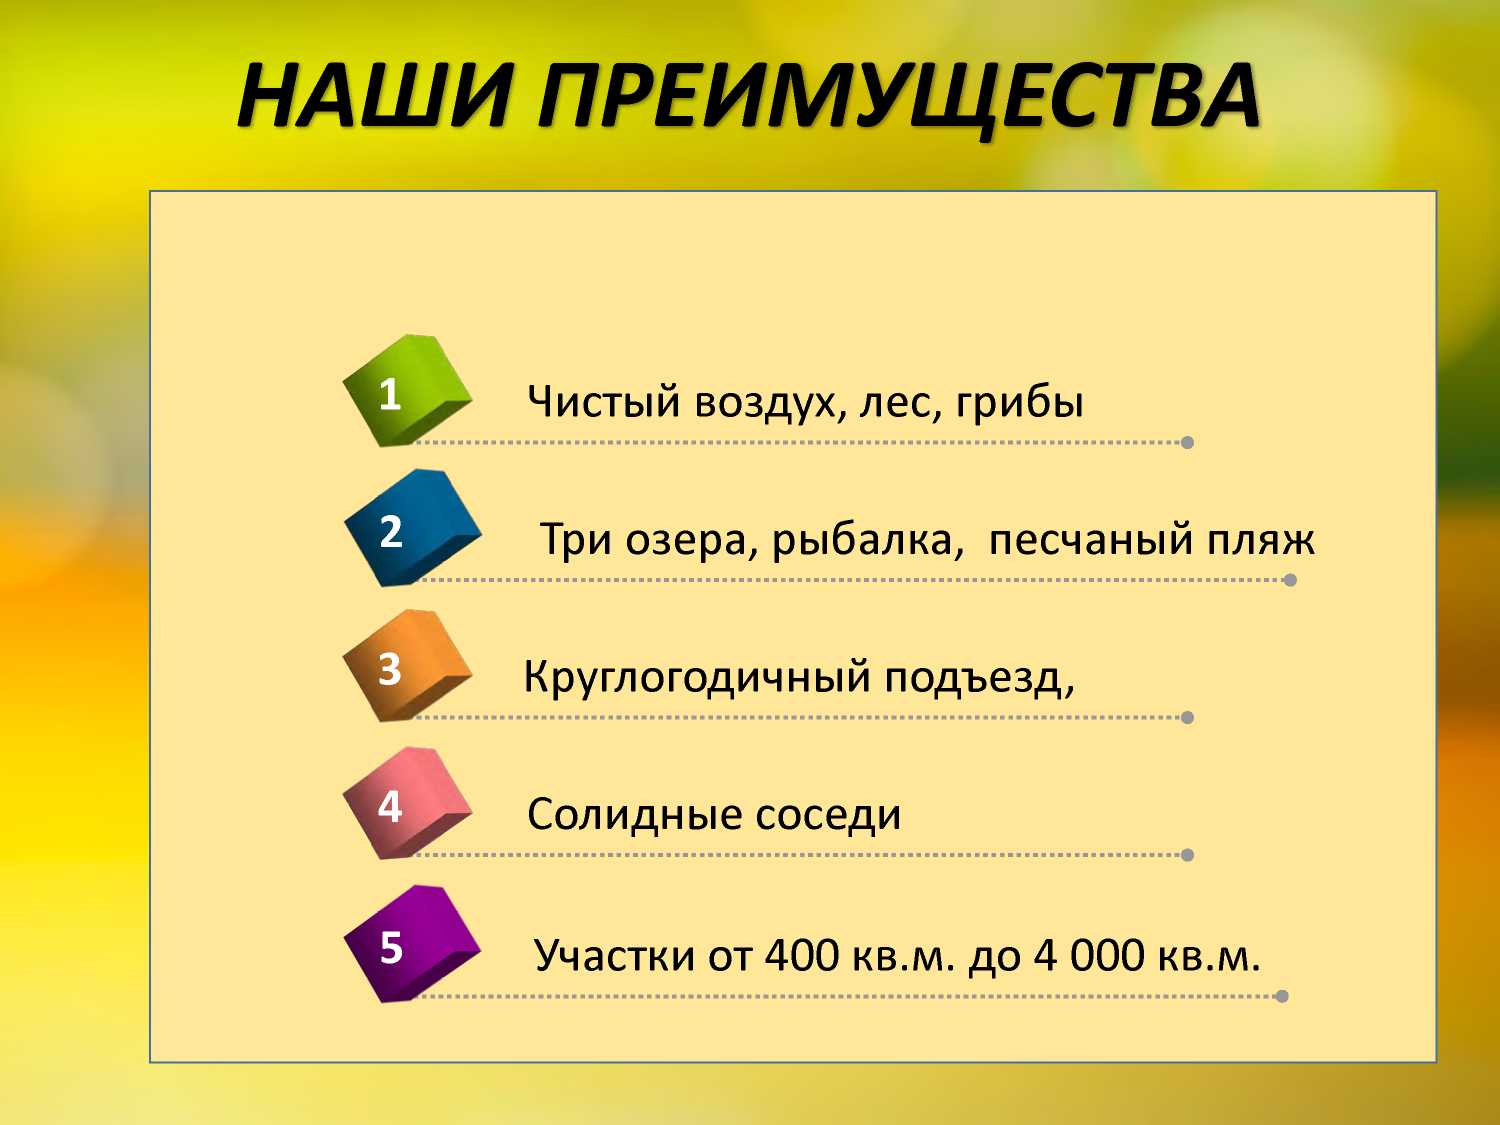 НАШИ ПРЕИМУЩЕСТВА
1 Чистый воздух, лес, грибы
2 Три озера, рыбалка, песчаный пляж
3 Круглогодичный подъезд,
4 Солидные соседи
5 Участки от 400 кв.м. до 4 000 кв.м.